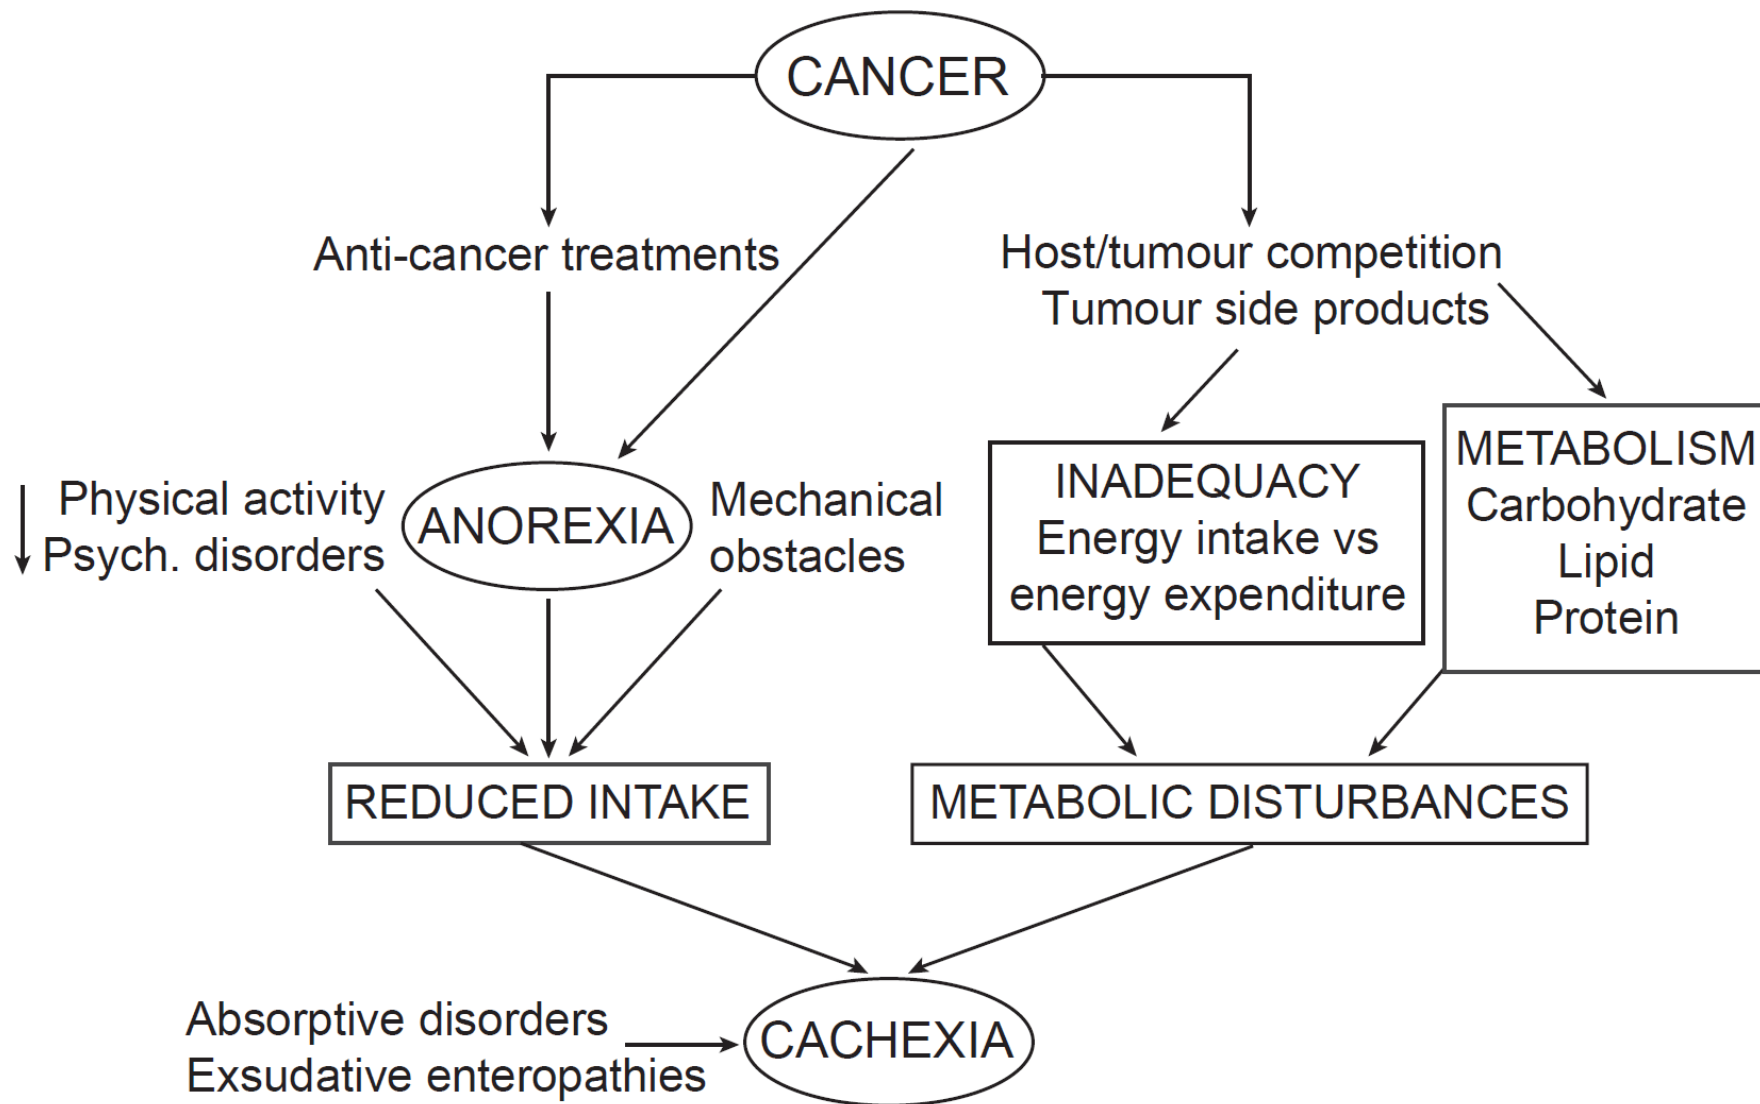 CANCER
Anti-cancer treatments
Host/tumour competition
Tumour side products
Physical activity
Psych. disorders
ANOREXIA
Mechanical
obstacles
INADEQUACY
Energy intake vs
energy expenditure
METABOLISM
Carbohydrate
Lipid
Protein
REDUCED INTAKE
METABOLIC DISTURBANCES
Absorptive disorders
Exsudative enteropathies
CACHEXIA